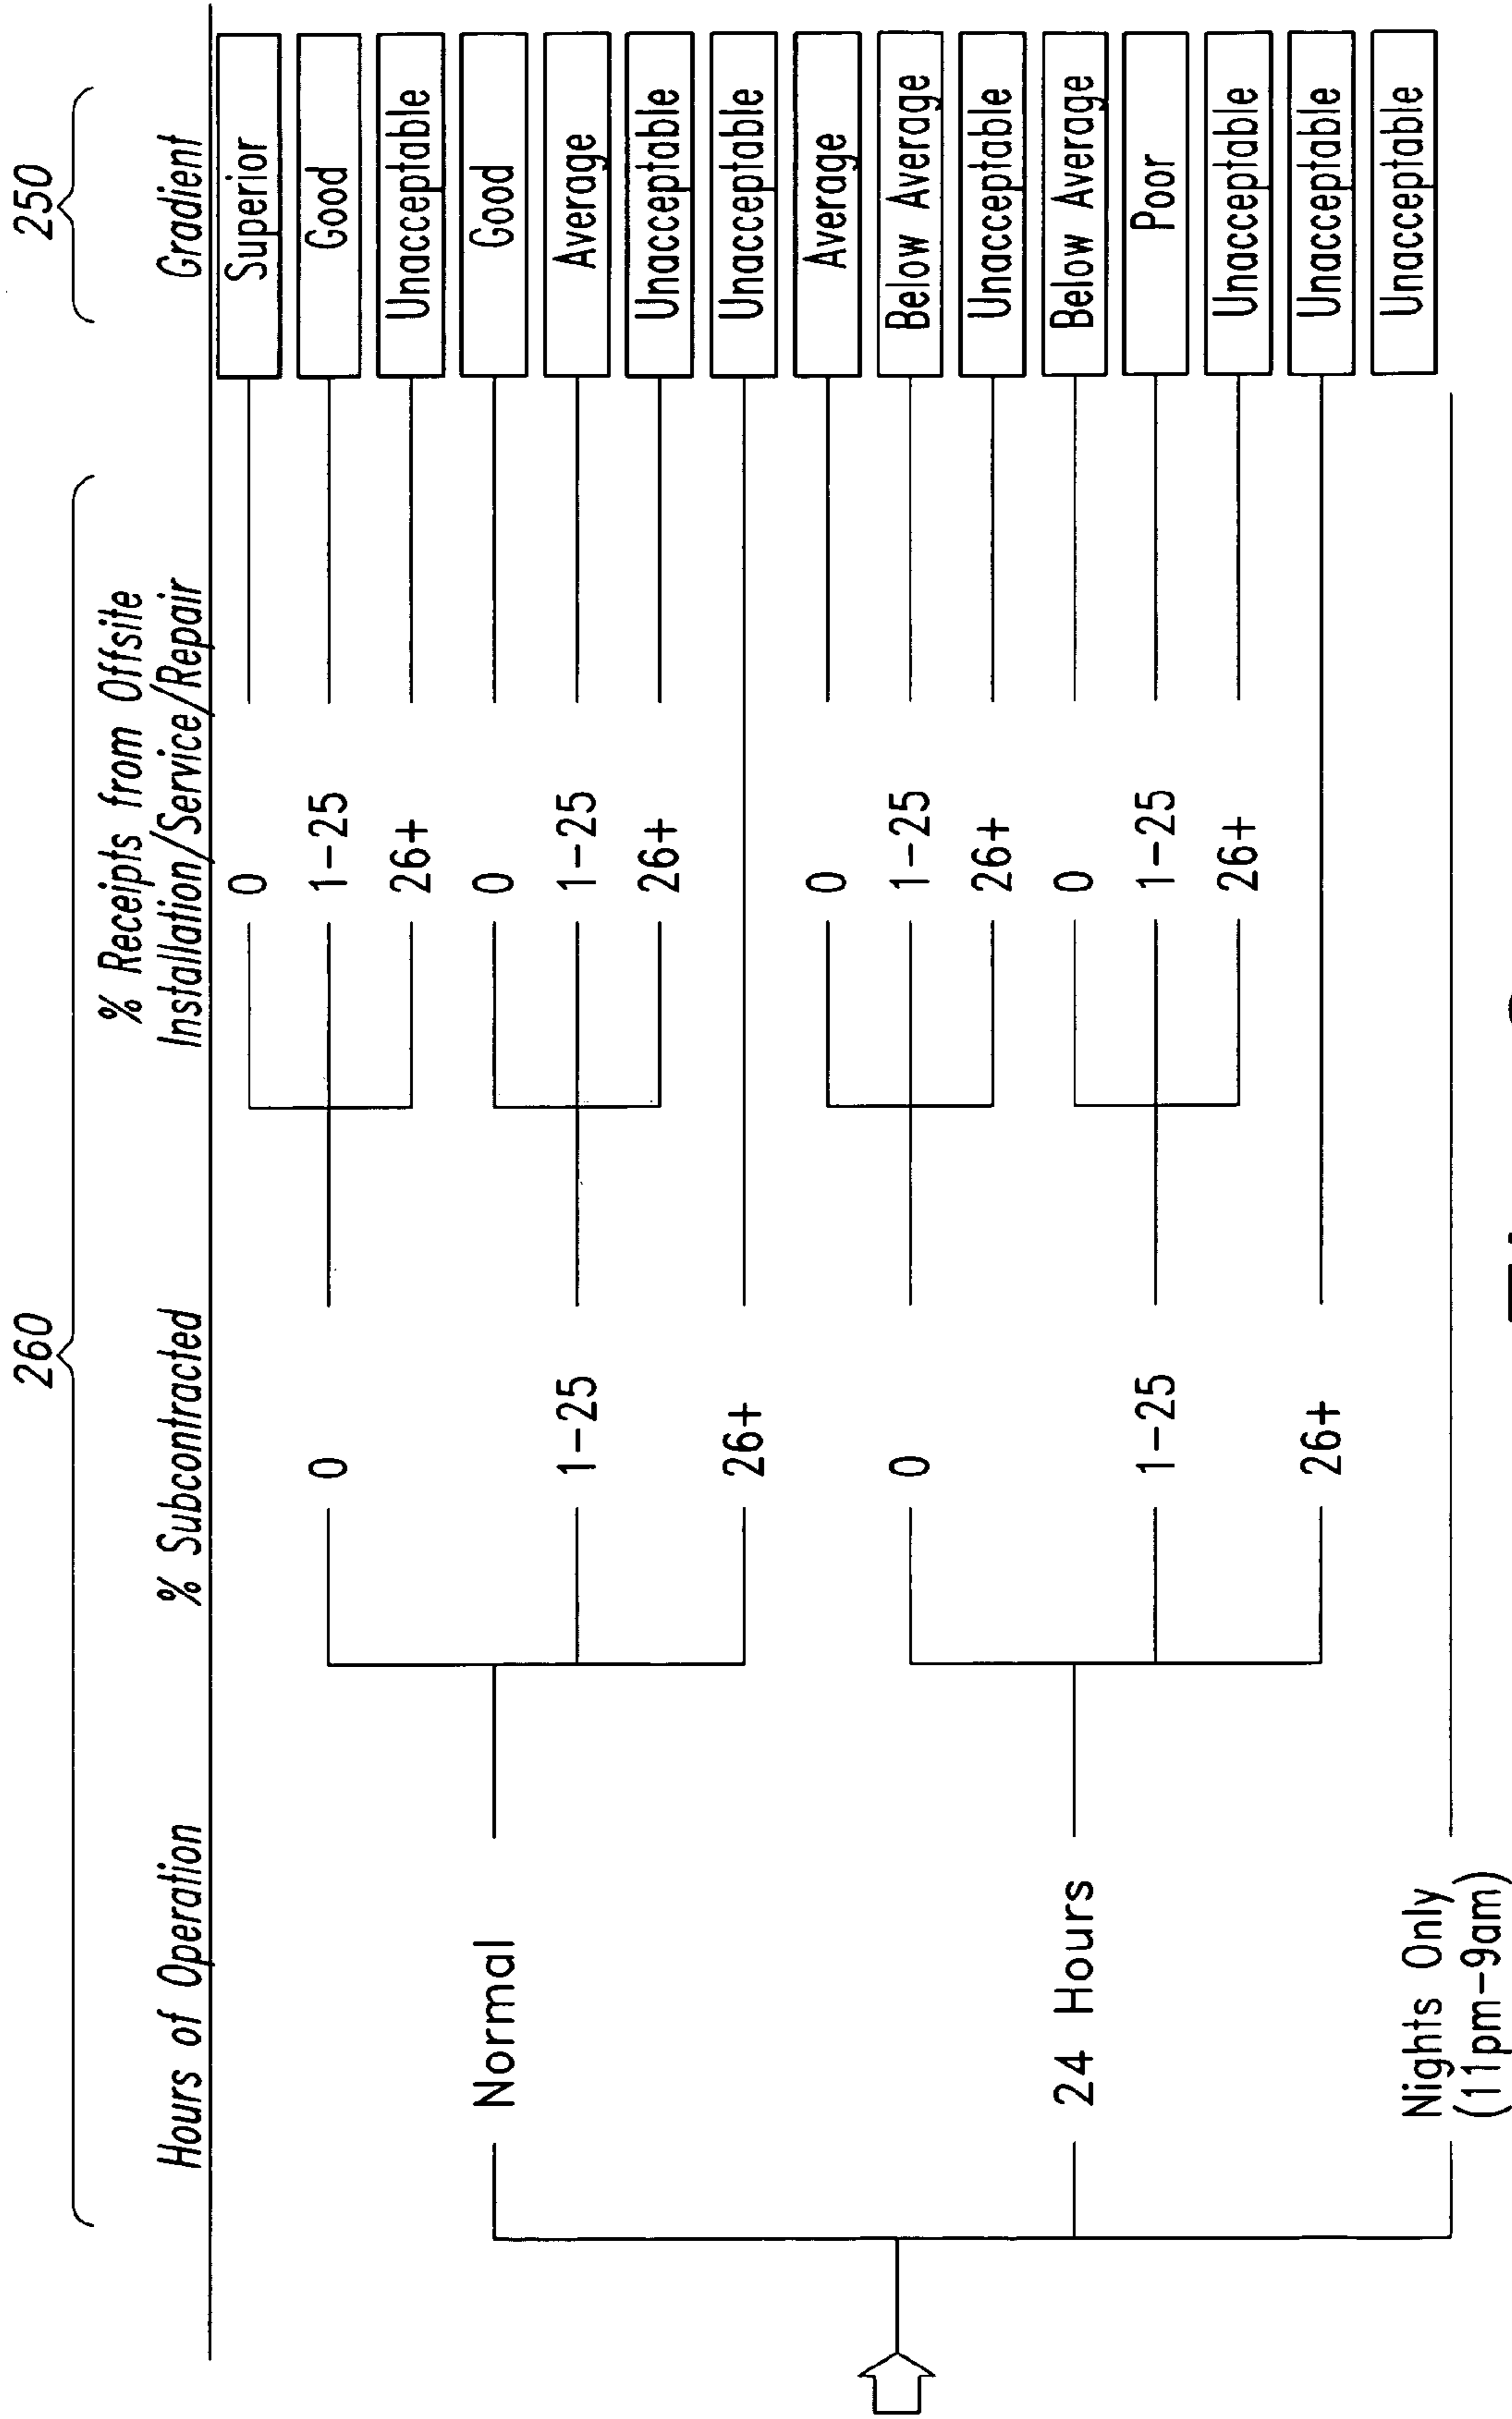 260
250
% Receipts from Offsite
Hours of Operation % Subcontracted Installation/Service/Repair Gradient
0 Superior
0 1-25 Good
26+ Unacceptable
Normal 0 Good
1-25 1-25 Average
26+ Unacceptable
26+ Unacceptable
0 Average
0 1-25 Below Average
26+ Unacceptable
24 Hours 0 Below Average
1-25 1-25 Poor
26+ Unacceptable
26+ Unacceptable
Nights Only Unacceptable
(11pm-9am)